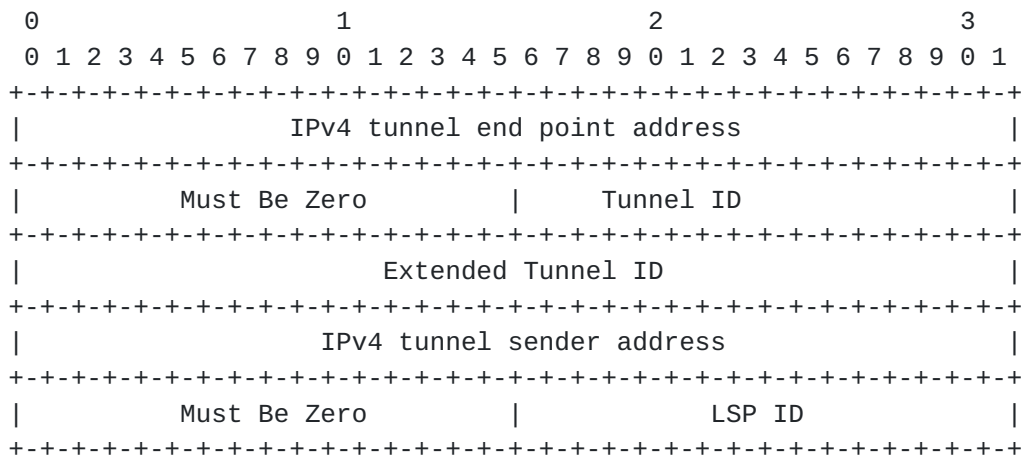 0                   1                   2                   3
 0 1 2 3 4 5 6 7 8 9 0 1 2 3 4 5 6 7 8 9 0 1 2 3 4 5 6 7 8 9 0 1
+-+-+-+-+-+-+-+-+-+-+-+-+-+-+-+-+-+-+-+-+-+-+-+-+-+-+-+-+-+-+-+-+
|                 IPv4 tunnel end point address                 |
+-+-+-+-+-+-+-+-+-+-+-+-+-+-+-+-+-+-+-+-+-+-+-+-+-+-+-+-+-+-+-+-+
|          Must Be Zero         |     Tunnel ID                 |
+-+-+-+-+-+-+-+-+-+-+-+-+-+-+-+-+-+-+-+-+-+-+-+-+-+-+-+-+-+-+-+-+
|                       Extended Tunnel ID                      |
+-+-+-+-+-+-+-+-+-+-+-+-+-+-+-+-+-+-+-+-+-+-+-+-+-+-+-+-+-+-+-+-+
|                   IPv4 tunnel sender address                  |
+-+-+-+-+-+-+-+-+-+-+-+-+-+-+-+-+-+-+-+-+-+-+-+-+-+-+-+-+-+-+-+-+
|          Must Be Zero         |            LSP ID             |
+-+-+-+-+-+-+-+-+-+-+-+-+-+-+-+-+-+-+-+-+-+-+-+-+-+-+-+-+-+-+-+-+